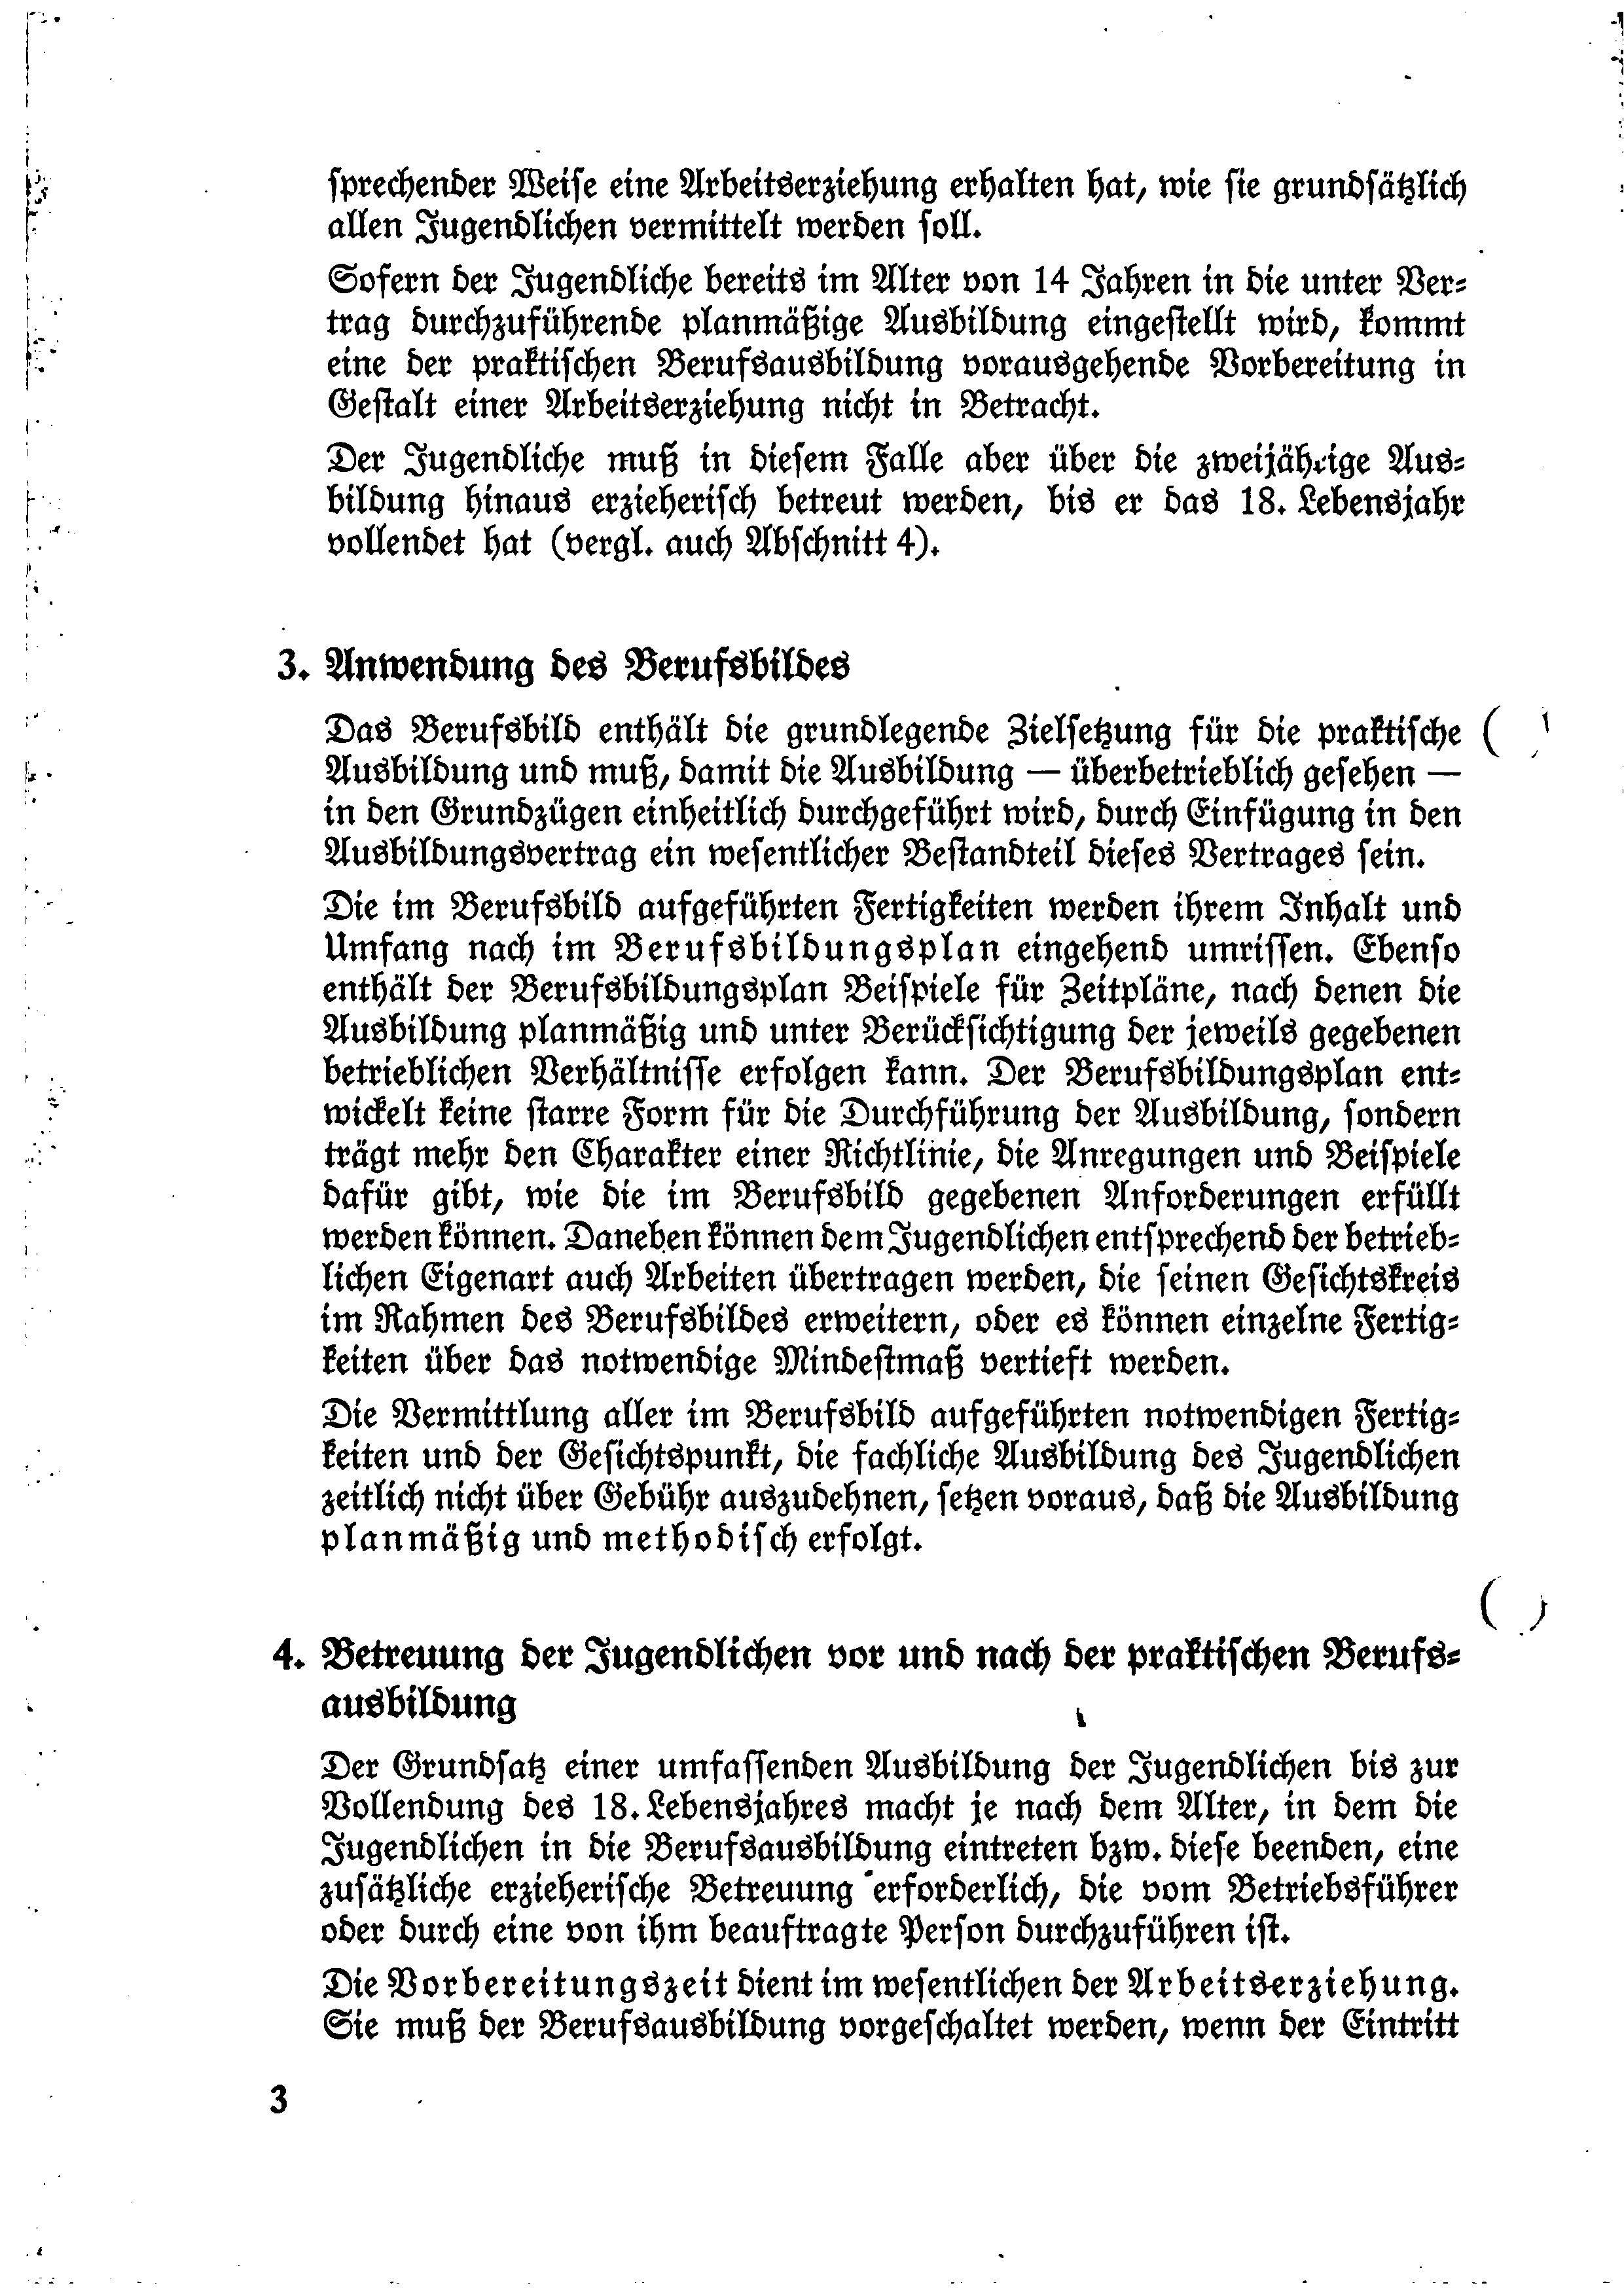 sprechender Weise eine Arbeitserziehung erhalten hat, wie sie grundsätzlich
allen Jugendlichen vermittelt werden soll.
Sofern der Jugendliche bereits im Alter von 14 Jahren in die unter Ver-
trag durchzuführende planmäßige Ausbildung eingestellt wird, kommt
eine der praktischen Berufsausbildung vorausgehende Vorbereitung in
Gestalt einer Arbeitserziehung nicht in Betracht.
Der Jugendliche muß in diesem Falle aber über die zweijährige Aus-
bildung hinaus erzieherisch betreut werden, bis er das 18. Lebensjahr
vollendet hat (vergl. auch Abschnitt 4).
3. Anwendung des Berufsbildes
Das Berufsbild enthält die grundlegende Zielsetzung für die praktische
Ausbildung und muß, damit die Ausbildung — überbetrieblich gesehen —
in den Grundzügen einheitlich durchgeführt wird, durch Einfügung in den
Ausbildungsvertrag ein wesentlicher Bestandteil dieses Vertrages sein.
Die im Berufsbild aufgeführten Fertigkeiten werden ihrem Inhalt und
Umfang nach im Berufsbildungsplan eingehend umrissen. Ebenso
enthält der Berufsbildungsplan Beispiele für Zeitpläne, nach denen die
Ausbildung planmäßig und unter Berücksichtigung der jeweils gegebenen
betrieblichen Verhältnisse erfolgen kann. Der Berufsbildungsplan ent-
wickelt keine starre Form für die Durchführung der Ausbildung, sondern
trägt mehr den Charakter einer Richtlinie, die Anregungen und Beispiele
dafür gibt, wie die im Berufsbild gegebenen Anforderungen erfüllt
werden können. Daneben können dem Jugendlichen entsprechend der betrieb-
lichen Eigenart auch Arbeiten übertragen werden, die seinen Gesichtskreis
im Rahmen des Berufsbildes erweitern, oder es können einzelne Fertig-
keiten über das notwendige Mindestmaß vertieft werden.
Die Vermittlung aller im Berufsbild aufgeführten notwendigen Fertig-
keiten und der Gesichtspunkt, die fachliche Ausbildung des Jugendlichen
zeitlich nicht über Gebühr auszudehnen, setzen voraus, daß die Ausbildung
planmäßig und methodisch erfolgt.
4. Betreuung der Jugendlichen vor und nach der praktischen Berufs-
ausbildung
Der Grundsatz einer umfassenden Ausbildung der Jugendlichen bis zur
Vollendung des 18. Lebensjahres macht je nach dem Alter, in dem die
Jugendlichen in die Berufsausbildung eintreten bzw. diese beenden, eine
zusätzliche erzieherische Betreuung erforderlich, die vom Betriebsführer
oder durch eine von ihm beauftragte Person durchzuführen ist.
Die Vorbereitungszeit dient im wesentlichen der Arbeitserziehung.
Sie muß der Berufsausbildung vorgeschaltet werden, wenn der Eintritt
3